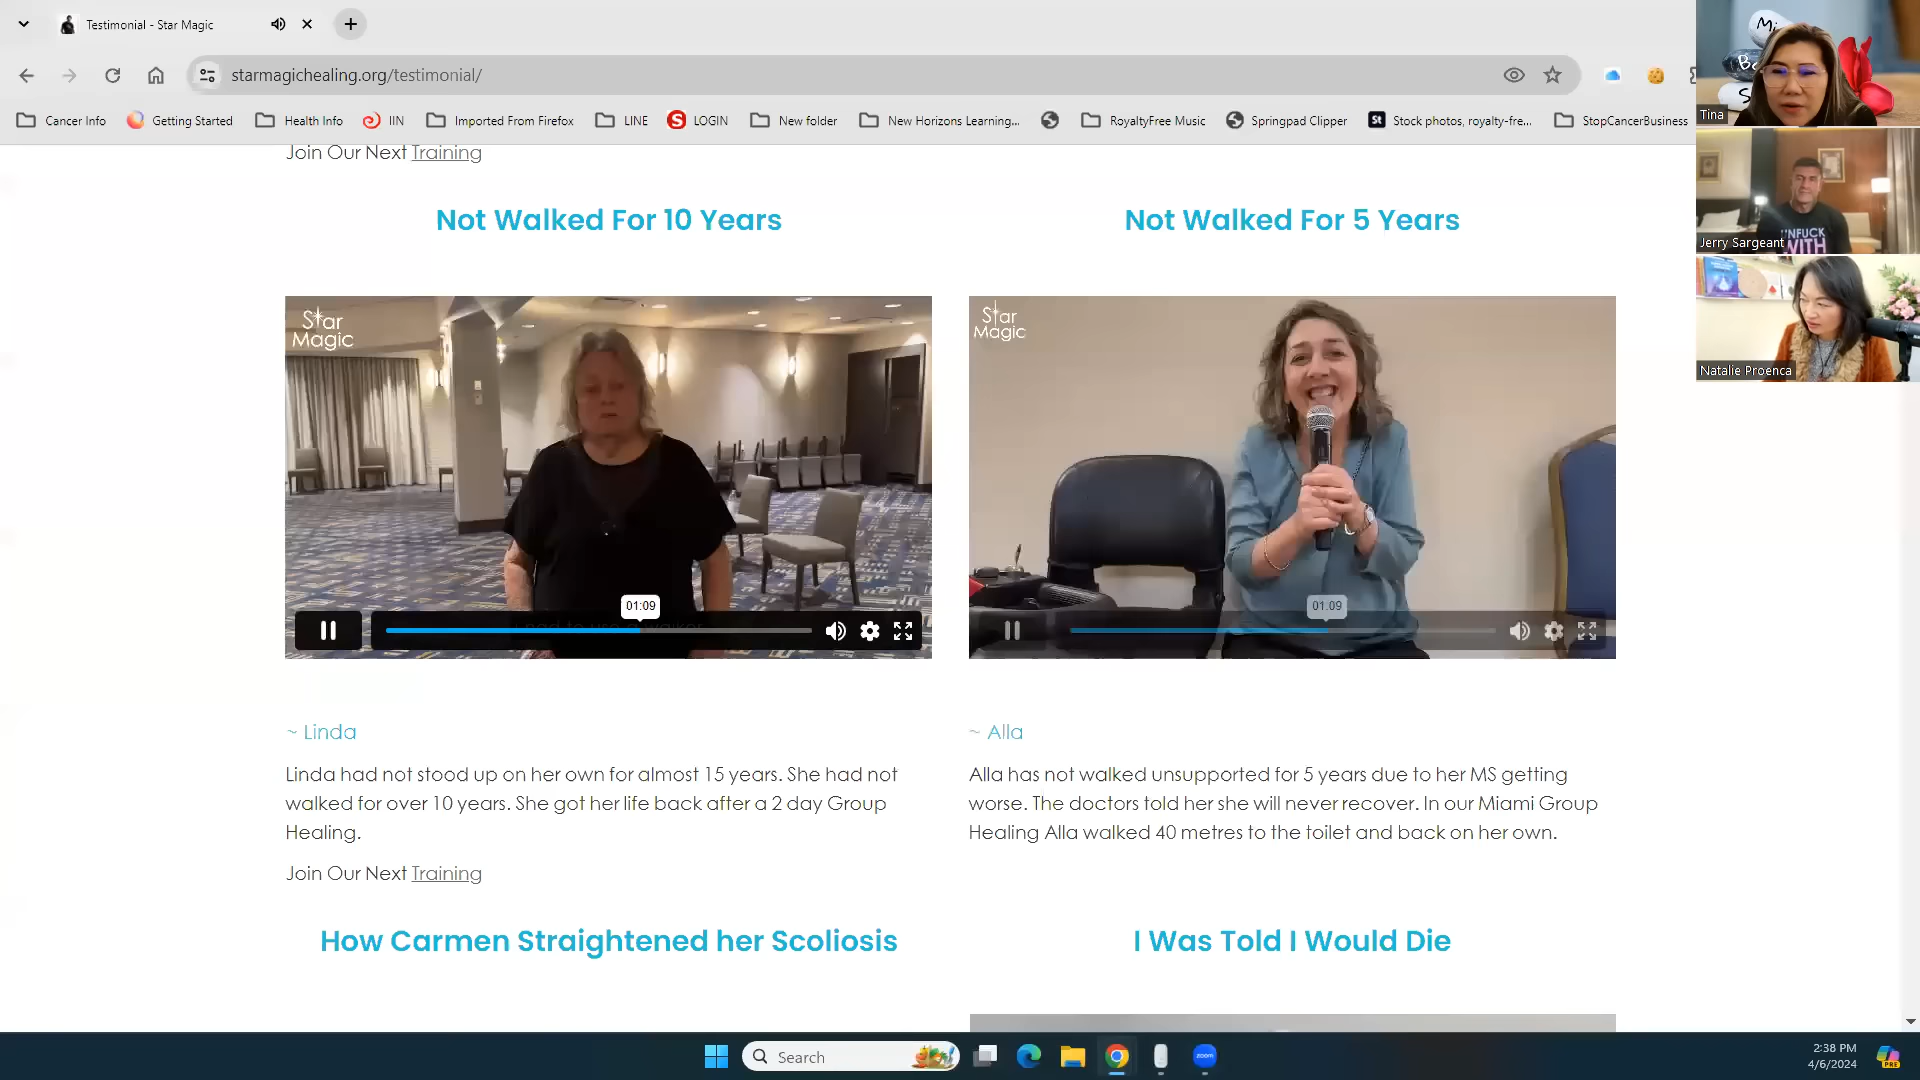 Testimonial - Star Magic
starmagichealing.org/testimonial/
Cancer Info
Getting Started
Health Info
IIN
Imported From Firefox
LINE
LOGIN
New folder
New Horizons Learning...
RoyaltyFree Music
Springpad Clipper
St
Stock photos, royalty-fre...
StopCancerBusiness
Tina
UNFUCK
WITH
Jerry Sargeant
Natalie Proenca
Join Our Next Training
Not Walked For 10 Years
Not Walked For 5 Years
Star
Magic
Star
Magic
01:09
01:09
~ Linda
~ Alla
Linda had not stood up on her own for almost 15 years. She had not
walked for over 10 years. She got her life back after a 2 day Group
Healing.
Alla has not walked unsupported for 5 years due to her MS getting
worse. The doctors told her she will never recover. In our Miami Group
Healing Alla walked 40 metres to the toilet and back on her own.
Join Our Next Training
How Carmen Straightened her Scoliosis
I Was Told I Would Die
Search
zoom
2:38 PM
4/6/2024
PRE